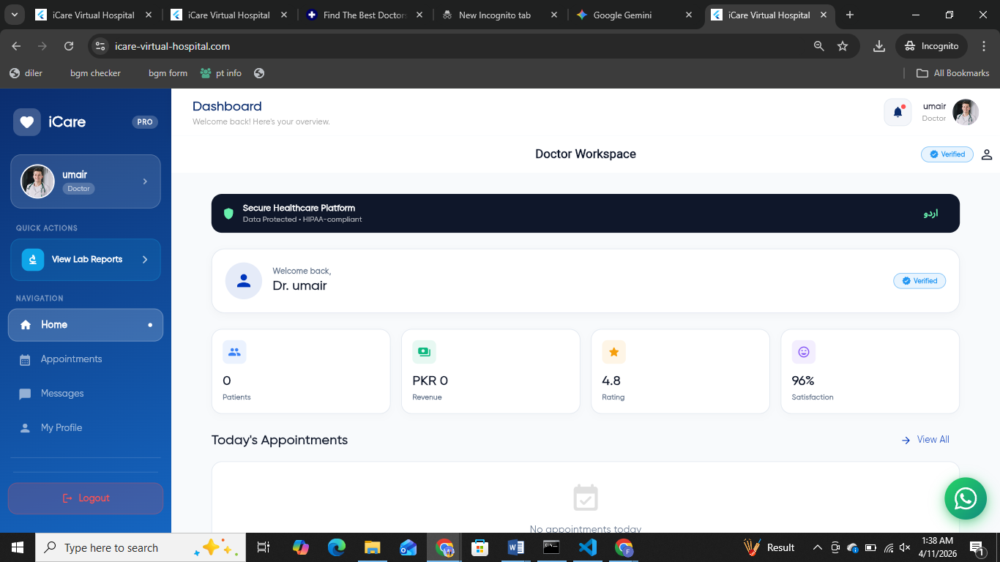 iCare Virtual Hospital
iCare Virtual Hospital
Find The Best Doctors
New Incognito tab
Google Gemini
iCare Virtual Hospital
icare-virtual-hospital.com
Incognito
diler
bgm checker
bgm form
pt info
All Bookmarks
iCare
PRO
umair
Doctor
QUICK ACTIONS
View Lab Reports
NAVIGATION
Home
Appointments
Messages
My Profile
Logout
Dashboard
Welcome back! Here's your overview.
umair
Doctor
Doctor Workspace
Verified
Secure Healthcare Platform
Data Protected • HIPAA-compliant
اردو
Welcome back,
Dr. umair
Verified
0
Patients
PKR 0
Revenue
4.8
Rating
96%
Satisfaction
Today's Appointments
View All
No appointments today
Type here to search
Result
1:38 AM
4/11/2026
1